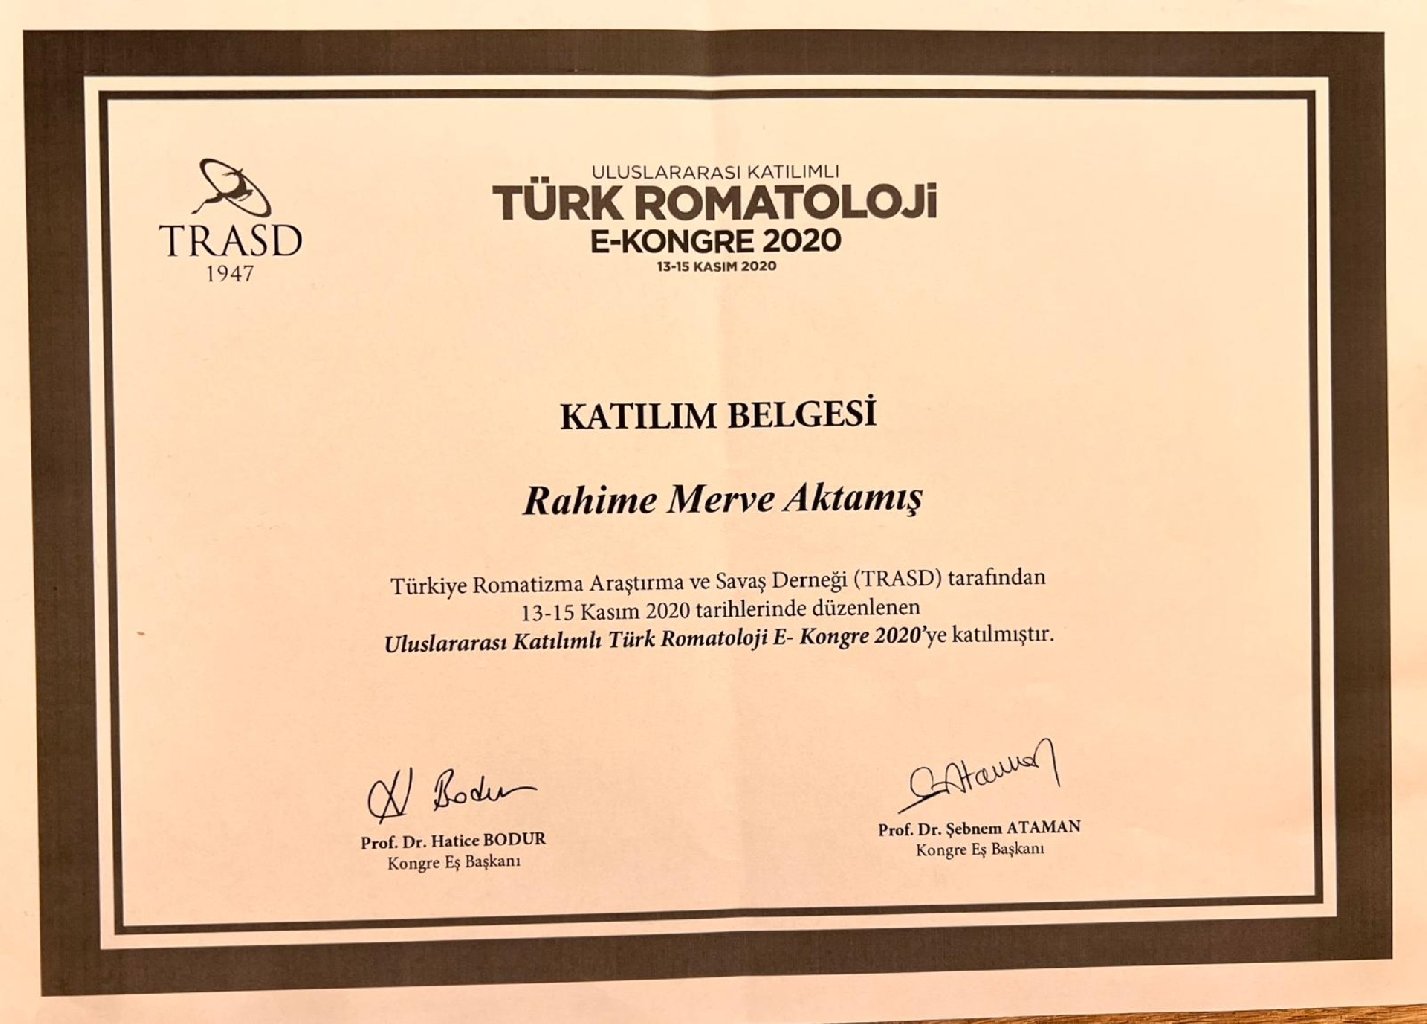 TRASD
1947
ULUSLARARASI KATILIMLI
TÜRK ROMATOLOJi
E-KONGRE 2020
13-15 KASIM 2020
KATILIM BELGESİ
Rahime Merve Aktamış
Türkiye Romatizma Araştırma ve Savaş Derneği (TRASD) tarafından
13-15 Kasım 2020 tarihlerinde düzenlenen
Uluslararası Katılımlı Türk Romatoloji E- Kongre 2020'ye katılmıştır.
H Bodur
Prof. Dr. Hatice BODUR
Kongre Eş Başkanı
Ş Ataman
Prof. Dr. Şebnem ATAMAN
Kongre Eş Başkanı